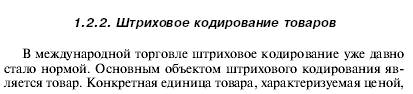 1.2.2. Штриховое кодирование товаров
В международной торговле штриховое кодирование уже давно
стало нормой. Основным объектом штрихового кодирования яв-
ляется товар. Конкретная единица товара, характеризуемая ценой,